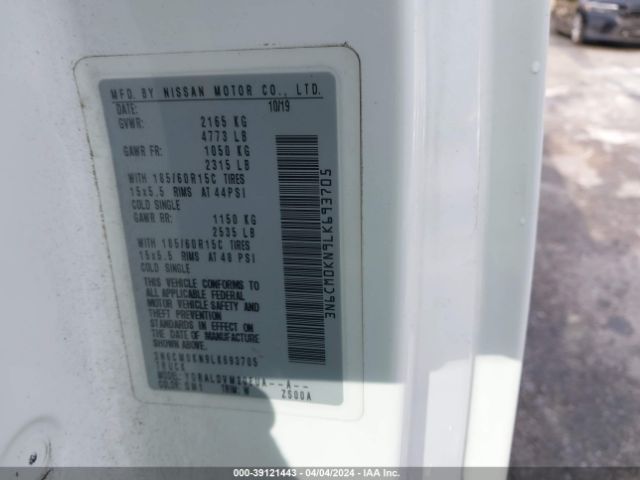 MFD. BY NISSAN MOTOR CO., LTD.
DATE: 10/19
GVWR: 2165 KG
4773 LB
GAWR FR: 1050 KG
2315 LB
WITH 185/60R15C TIRES
15x5.5 RIMS AT 44PSI
COLD SINGLE
GAWR RR: 1150 KG
2535 LB
WITH 185/60R15C TIRES
15x5.5 RIMS AT 48 PSI
COLD SINGLE
THIS VEHICLE CONFORMS TO
ALL APPLICABLE FEDERAL
MOTOR VEHICLE SAFETY AND
THEFT PREVENTION
STANDARDS IN EFFECT ON
THE DATE OF MANUFACTURE
SHOWN ABOVE.
3N6CM0KN9LK693705
TRUCK
TRIM: ZS00A
3N6CM0KN9LK693705
000-39121443 - 04/04/2024 - IAA Inc.